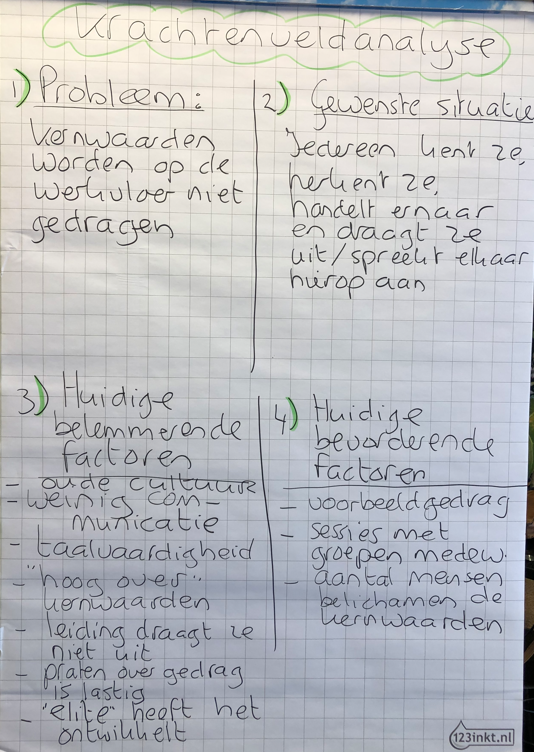 Krachtenveldanalyse
1) Probleem:
Kernwaarden
worden op de
werkvloer niet
gedragen
2) Gewenste situatie
Iedereen kent ze,
herkent ze,
handelt ernaar
en draagt ze
uit/spreekt elkaar
hierop aan
3) Huidige
belemmerende
factoren
- oude cultuur
- weinig com-
municatie
- taalvaardigheid
- "hoog over"
kernwaarden
- leiding draagt ze
niet uit
- praten over gedrag
is lastig
- "elite" heeft het
ontwikkelt
4) Huidige
bevorderende
factoren
- voorbeeldgedrag
- sessies met
groepen medew.
- aantal mensen
belichamen de
kernwaarden
123inkt.nl